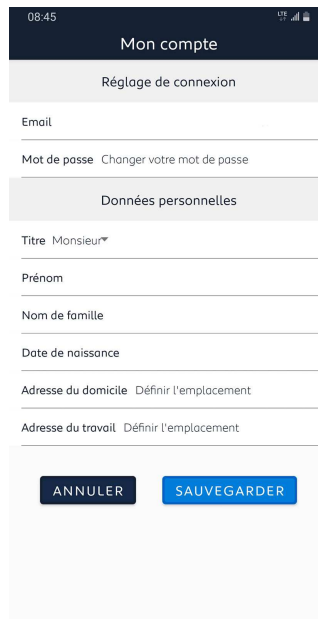 08:45 LTE
Mon compte
Réglage de connexion
Email
Mot de passe Changer votre mot de passe
Données personnelles
Titre Monsieur
Prénom
Nom de famille
Date de naissance
Adresse du domicile Définir l'emplacement
Adresse du travail Définir l'emplacement
ANNULER SAUVEGARDER